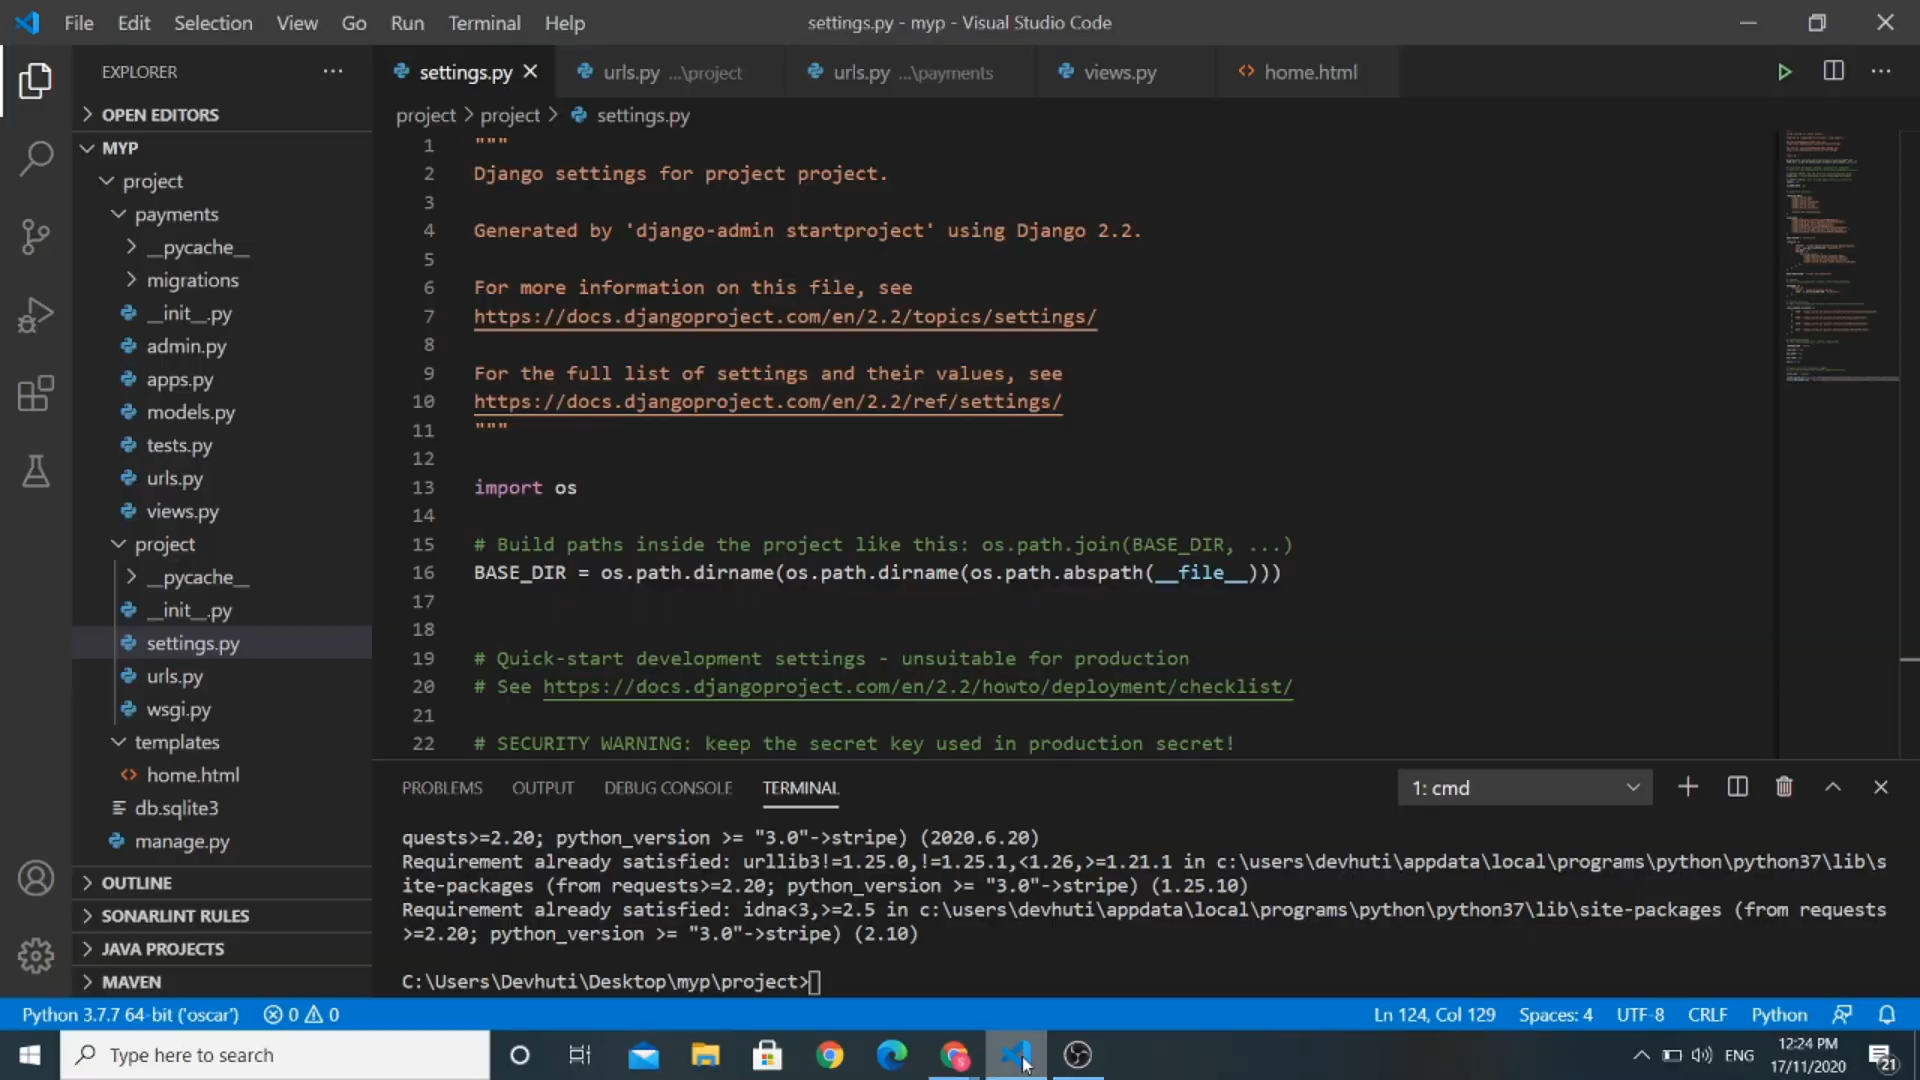 File Edit Selection View Go Run Terminal Help
settings.py - myp - Visual Studio Code
EXPLORER
OPEN EDITORS
MYP
project
payments
__pycache__
migrations
__init__.py
admin.py
apps.py
models.py
tests.py
urls.py
views.py
project
__pycache__
__init__.py
settings.py
urls.py
wsgi.py
templates
home.html
db.sqlite3
manage.py
OUTLINE
SONARLINT RULES
JAVA PROJECTS
MAVEN
settings.py urls.py ...\project urls.py ...\payments views.py home.html
project > project > settings.py
1 """
2 Django settings for project project.
3
4 Generated by 'django-admin startproject' using Django 2.2.
5
6 For more information on this file, see
7 https://docs.djangoproject.com/en/2.2/topics/settings/
8
9 For the full list of settings and their values, see
10 https://docs.djangoproject.com/en/2.2/ref/settings/
11 """
12
13 import os
14
15 # Build paths inside the project like this: os.path.join(BASE_DIR, ...)
16 BASE_DIR = os.path.dirname(os.path.dirname(os.path.abspath(__file__)))
17
18
19 # Quick-start development settings - unsuitable for production
20 # See https://docs.djangoproject.com/en/2.2/howto/deployment/checklist/
21
22 # SECURITY WARNING: keep the secret key used in production secret!
PROBLEMS OUTPUT DEBUG CONSOLE TERMINAL
1: cmd
quests>=2.20; python_version >= "3.0"->stripe) (2020.6.20)
Requirement already satisfied: urllib3!=1.25.0,!=1.25.1,<1.26,>=1.21.1 in c:\users\devhuti\appdata\local\programs\python\python37\lib\s
ite-packages (from requests>=2.20; python_version >= "3.0"->stripe) (1.25.10)
Requirement already satisfied: idna<3,>=2.5 in c:\users\devhuti\appdata\local\programs\python\python37\lib\site-packages (from requests
>=2.20; python_version >= "3.0"->stripe) (2.10)
C:\Users\Devhuti\Desktop\myp\project>
Python 3.7.7 64-bit ('oscar') 0 0
Ln 124, Col 129 Spaces: 4 UTF-8 CRLF Python
Type here to search
ENG
12:24 PM
17/11/2020
21